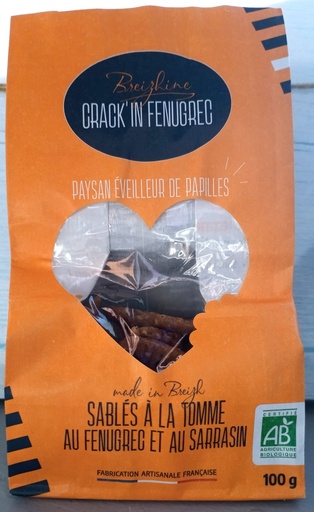 Breizhine
CRACK'IN FENUGREC
PAYSAN ÉVEILLEUR DE PAPILLES
made in Breizh
SABLÉS À LA TOMME
AU FENUGREC ET AU SARRASIN
CERTIFIÉ
AB
AGRICULTURE
BIOLOGIQUE
FABRICATION ARTISANALE FRANÇAISE
100 g